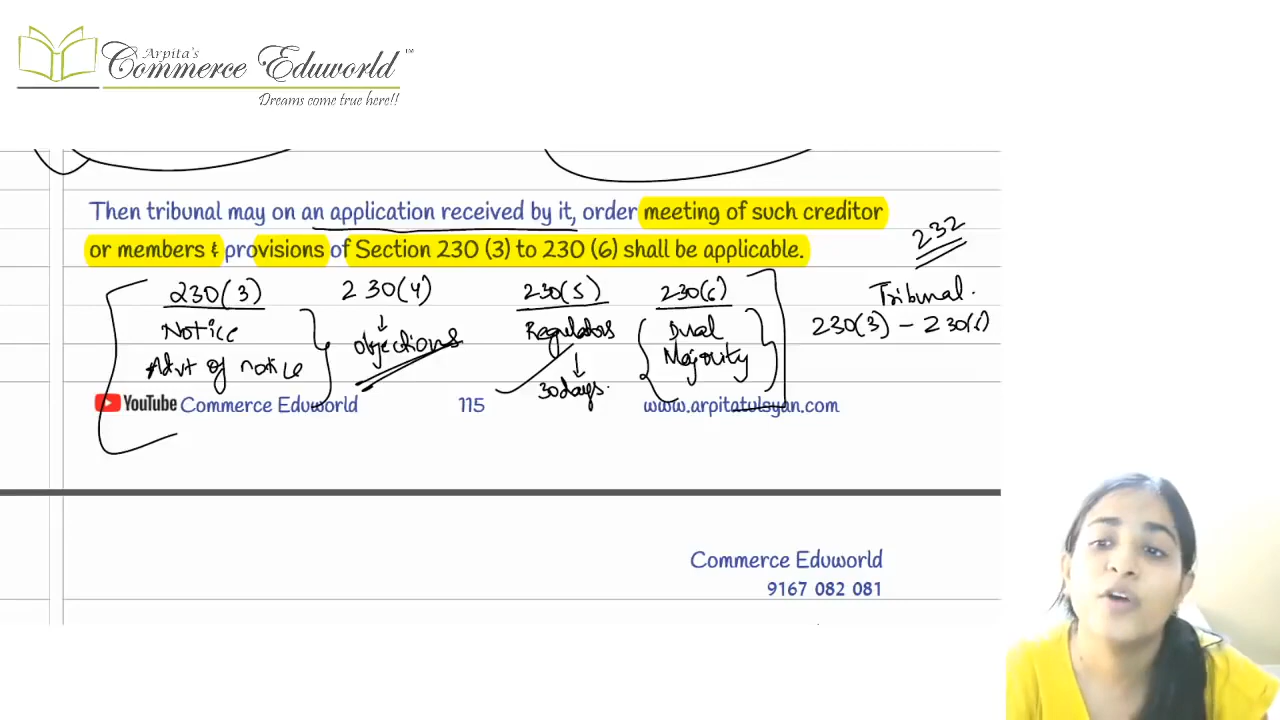 Arpita's
Commerce Eduworld™
Dreams come true here!!
Then tribunal may on an application received by it, order meeting of such creditor
or members & provisions of Section 230 (3) to 230 (6) shall be applicable.
232
230(3) 230(4) 230(5) 230(6) Tribunal.
Notice Objections Regulators Dual 230(3) - 230(6)
Advt of notice 30days. Majority
YouTube Commerce Eduworld 115 www.arpitatulsyan.com
Commerce Eduworld
9167 082 081